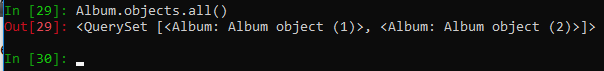 In [29]: Album.objects.all()
Out[29]: <QuerySet [<Album: Album object (1)>, <Album: Album object (2)>]>
In [30]: